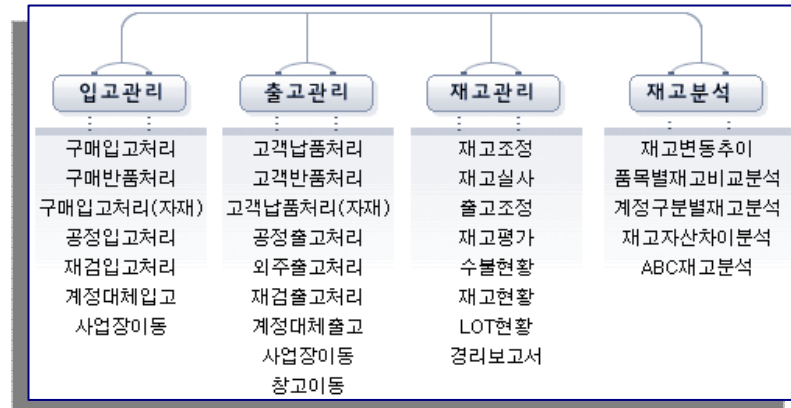 입고관리
구매입고처리
구매반품처리
구매입고처리(자재)
공정입고처리
재검입고처리
계정대체입고
사업장이동
출고관리
고객납품처리
고객반품처리
고객납품처리(자재)
공정출고처리
외주출고처리
재검출고처리
계정대체출고
사업장이동
창고이동
재고관리
재고조정
재고실사
출고조정
재고평가
수불현황
재고현황
LOT현황
경리보고서
재고분석
재고변동추이
품목별재고비교분석
계정구분별재고분석
재고자산차이분석
ABC재고분석